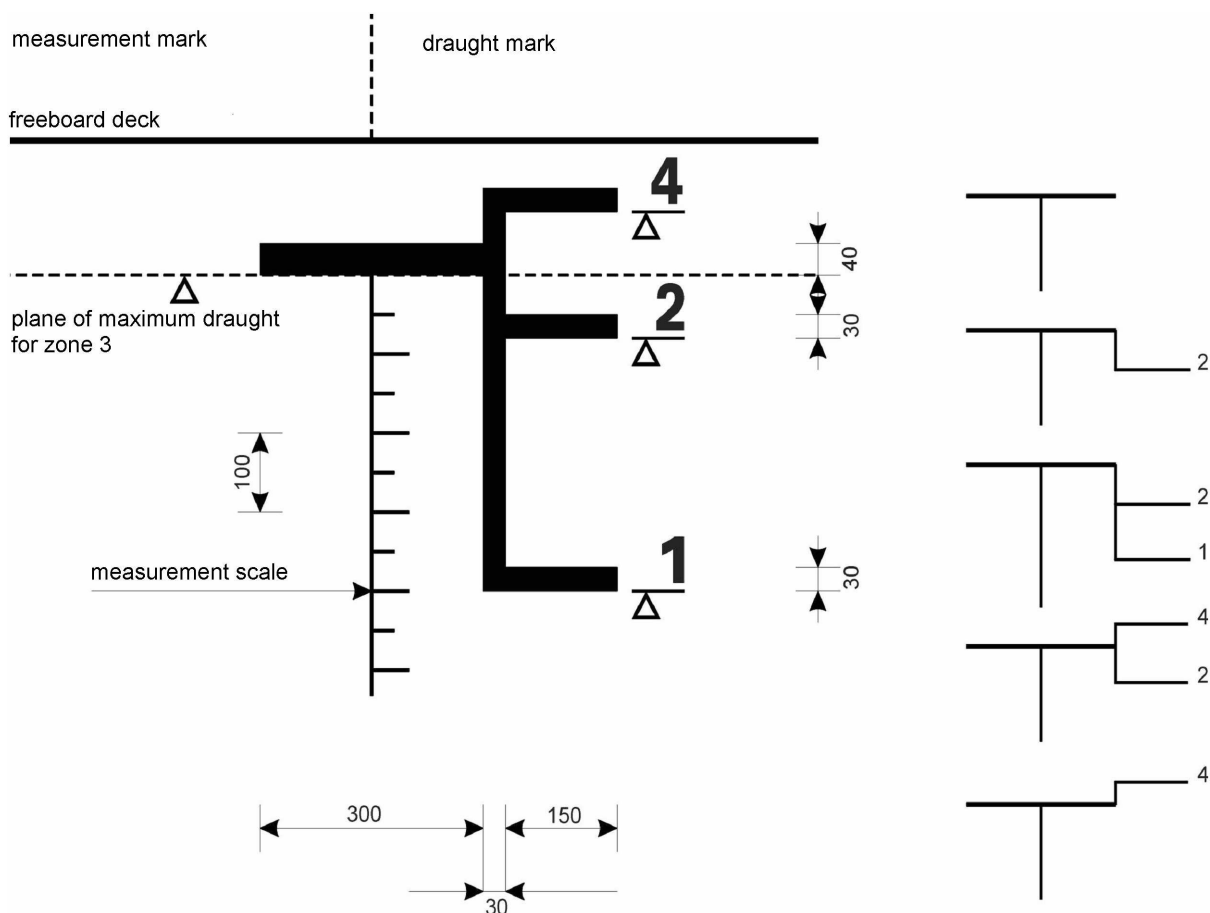 measurement mark
draught mark
freeboard deck
4
40
2
30
plane of maximum draught
for zone 3
100
measurement scale
1
30
300
150
30
2
2
1
4
2
4